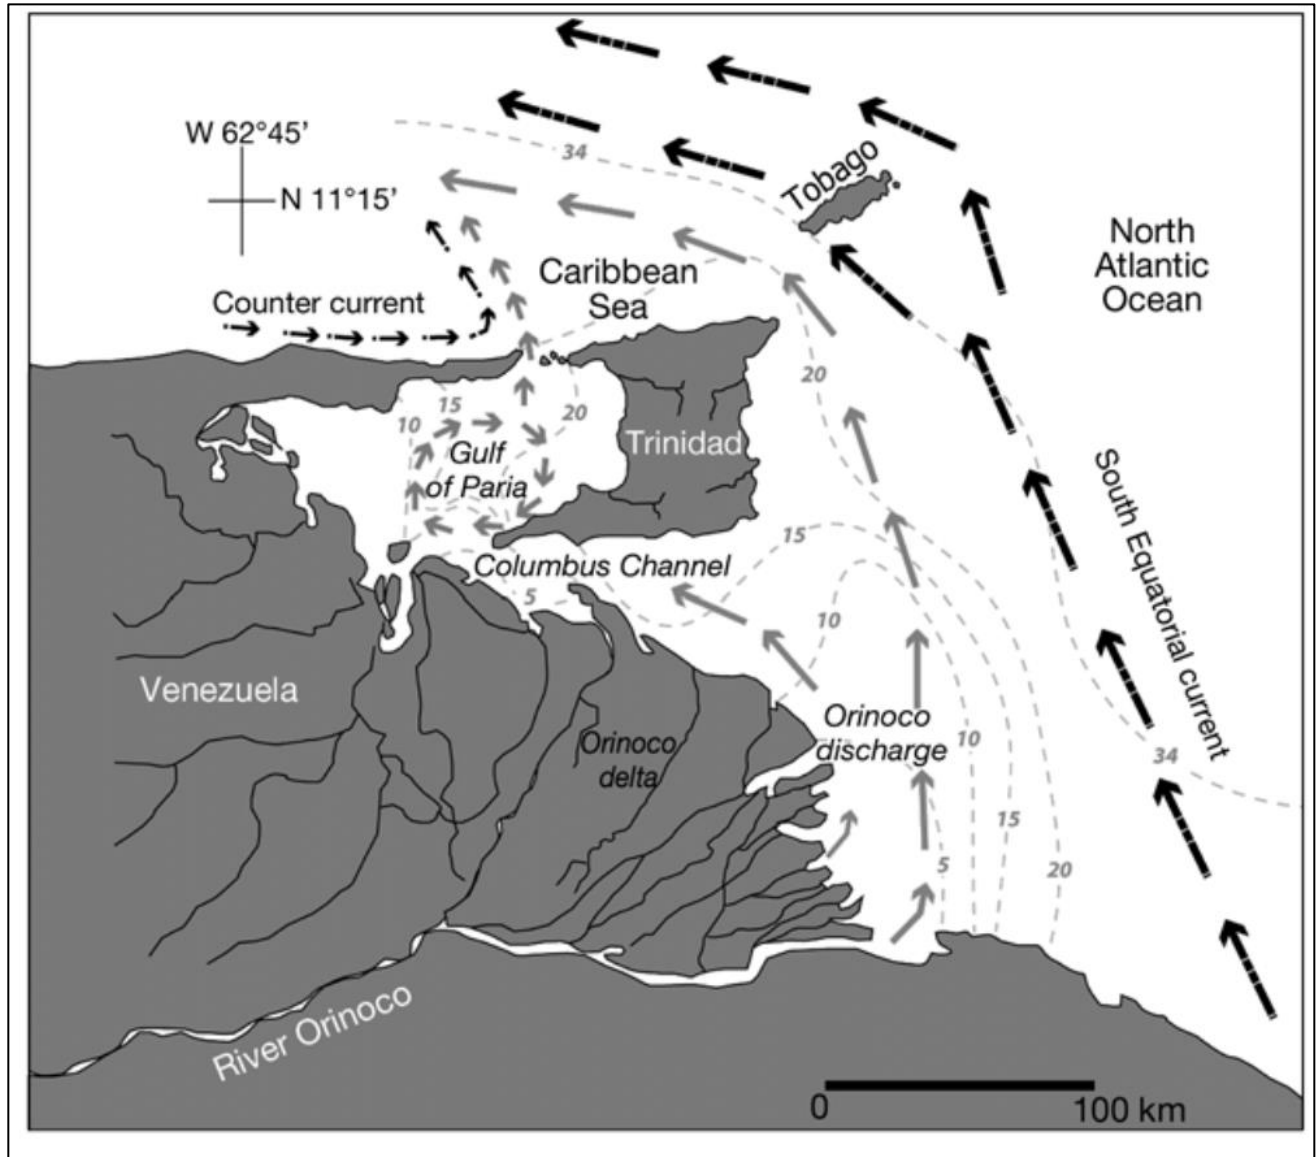 W 62°45'
N 11°15'
34
Tobago
North
Atlantic
Ocean
Caribbean
Sea
Counter current
20
15
10
20
Gulf
of Paria
Trinidad
South Equatorial current
15
Columbus Channel
5
10
Venezuela
Orinoco
discharge
10
Orinoco
delta
34
15
5
20
River Orinoco
0
100 km